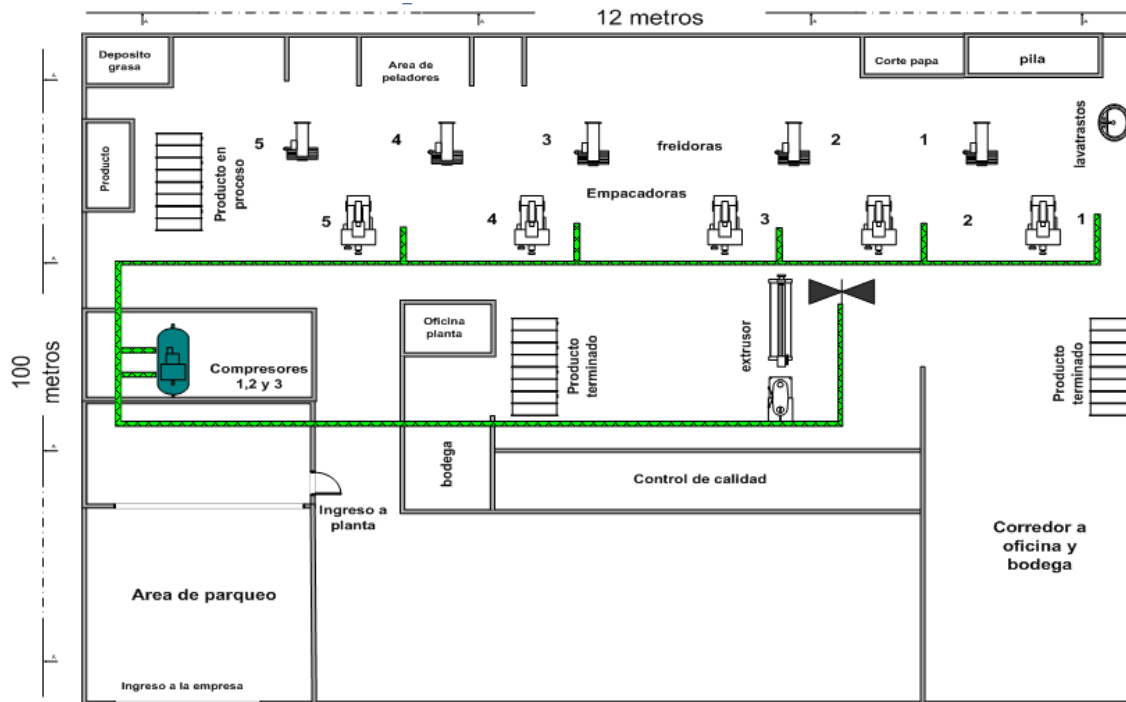 12 metros
100
metros
Deposito
grasa
Area de
peladores
Corte papa
pila
lavatrastos
Producto
Producto en
proceso
5
4
3
freidoras
2
1
Empacadoras
5
4
3
2
1
Oficina
planta
Producto
terminado
extrusor
Producto
terminado
Compresores
1,2 y 3
bodega
Control de calidad
Ingreso a
planta
Corredor a
oficina y
bodega
Area de parqueo
Ingreso a la empresa